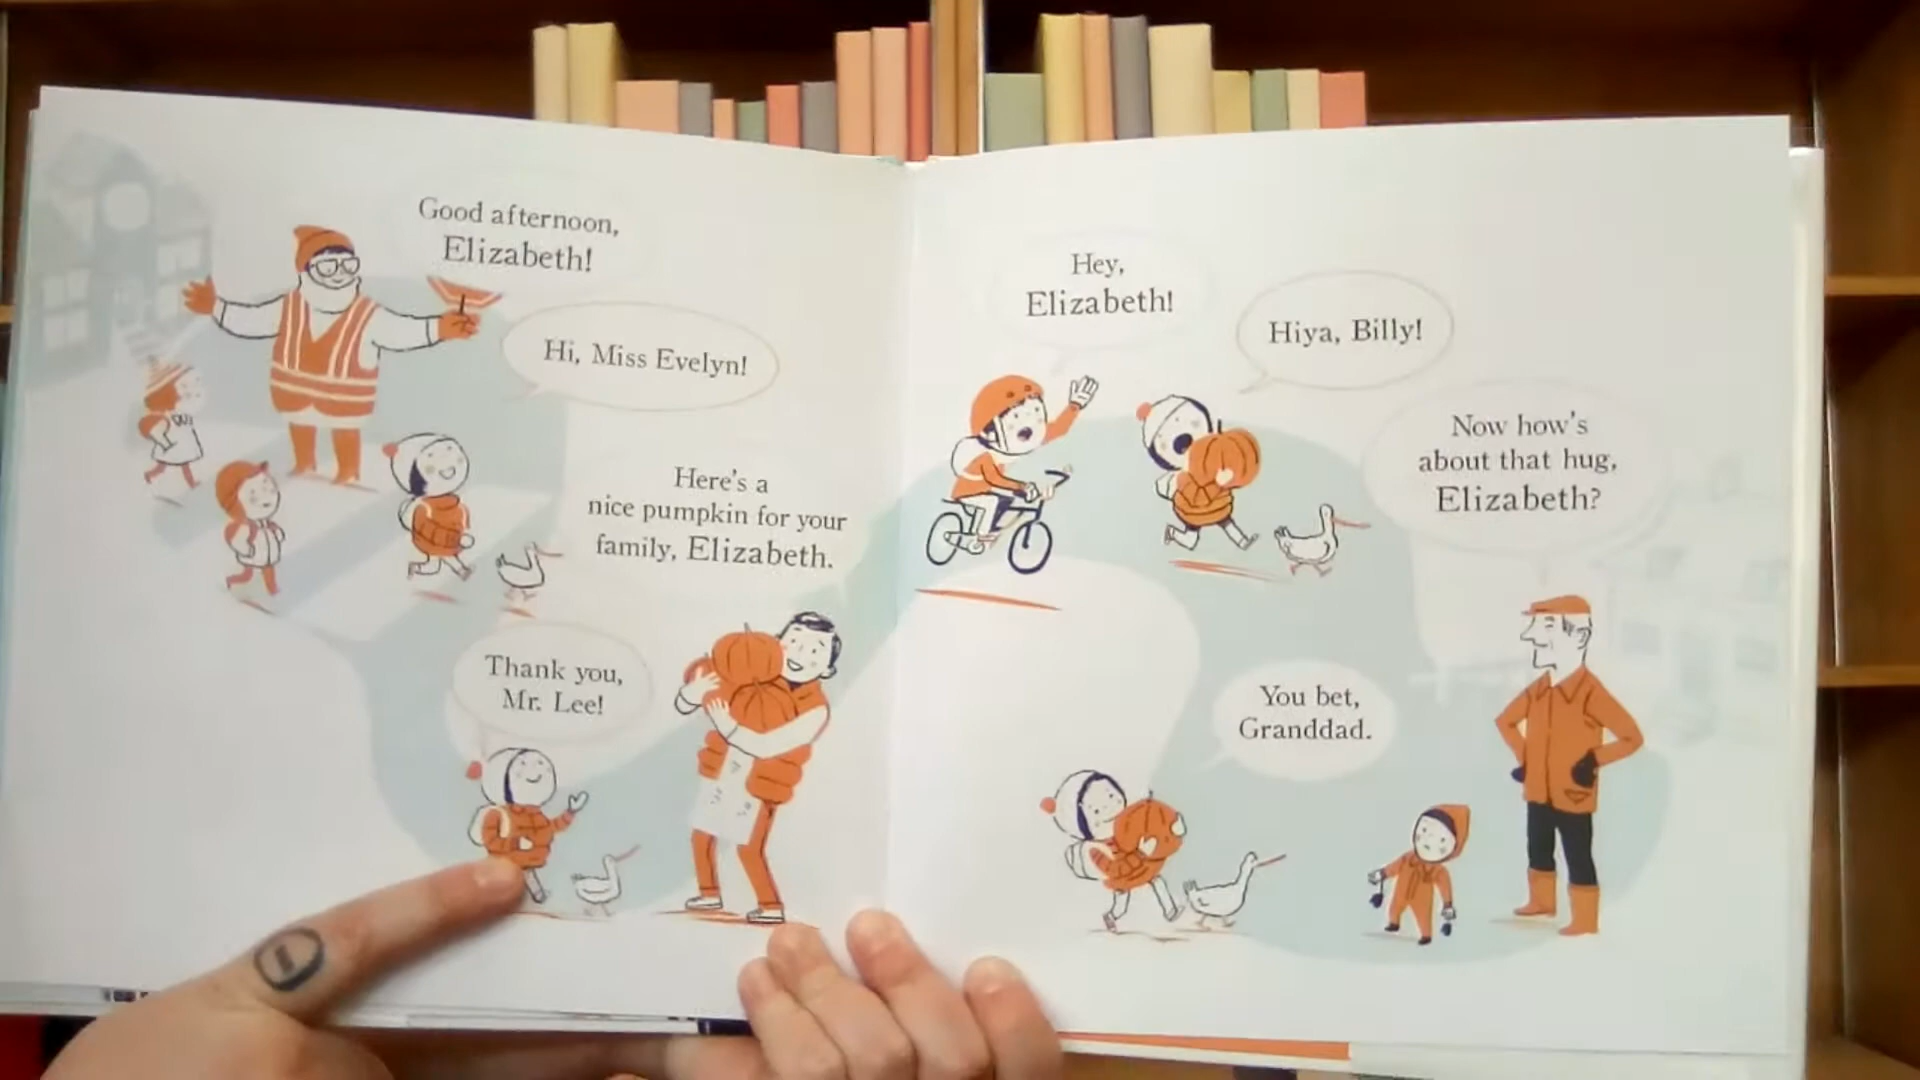 Good afternoon,
Elizabeth!
Hi, Miss Evelyn!
Here's a
nice pumpkin for your
family, Elizabeth.
Thank you,
Mr. Lee!
Hey,
Elizabeth!
Hiya, Billy!
Now how's
about that hug,
Elizabeth?
You bet,
Granddad.